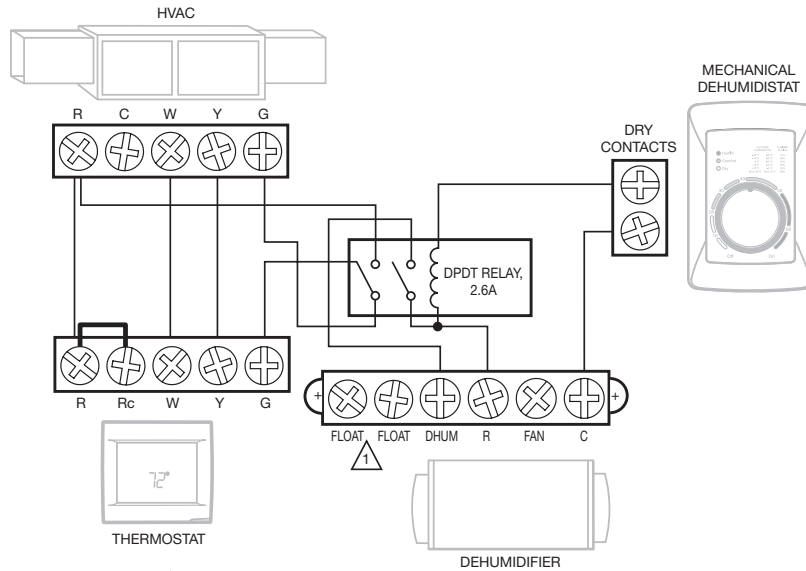 HVAC
R C W Y G
MECHANICAL
DEHUMIDISTAT
DRY
CONTACTS
DPDT RELAY,
2.6A
R Rc W Y G
FLOAT FLOAT DHUM R FAN C
1
72°
THERMOSTAT
DEHUMIDIFIER
Off
On